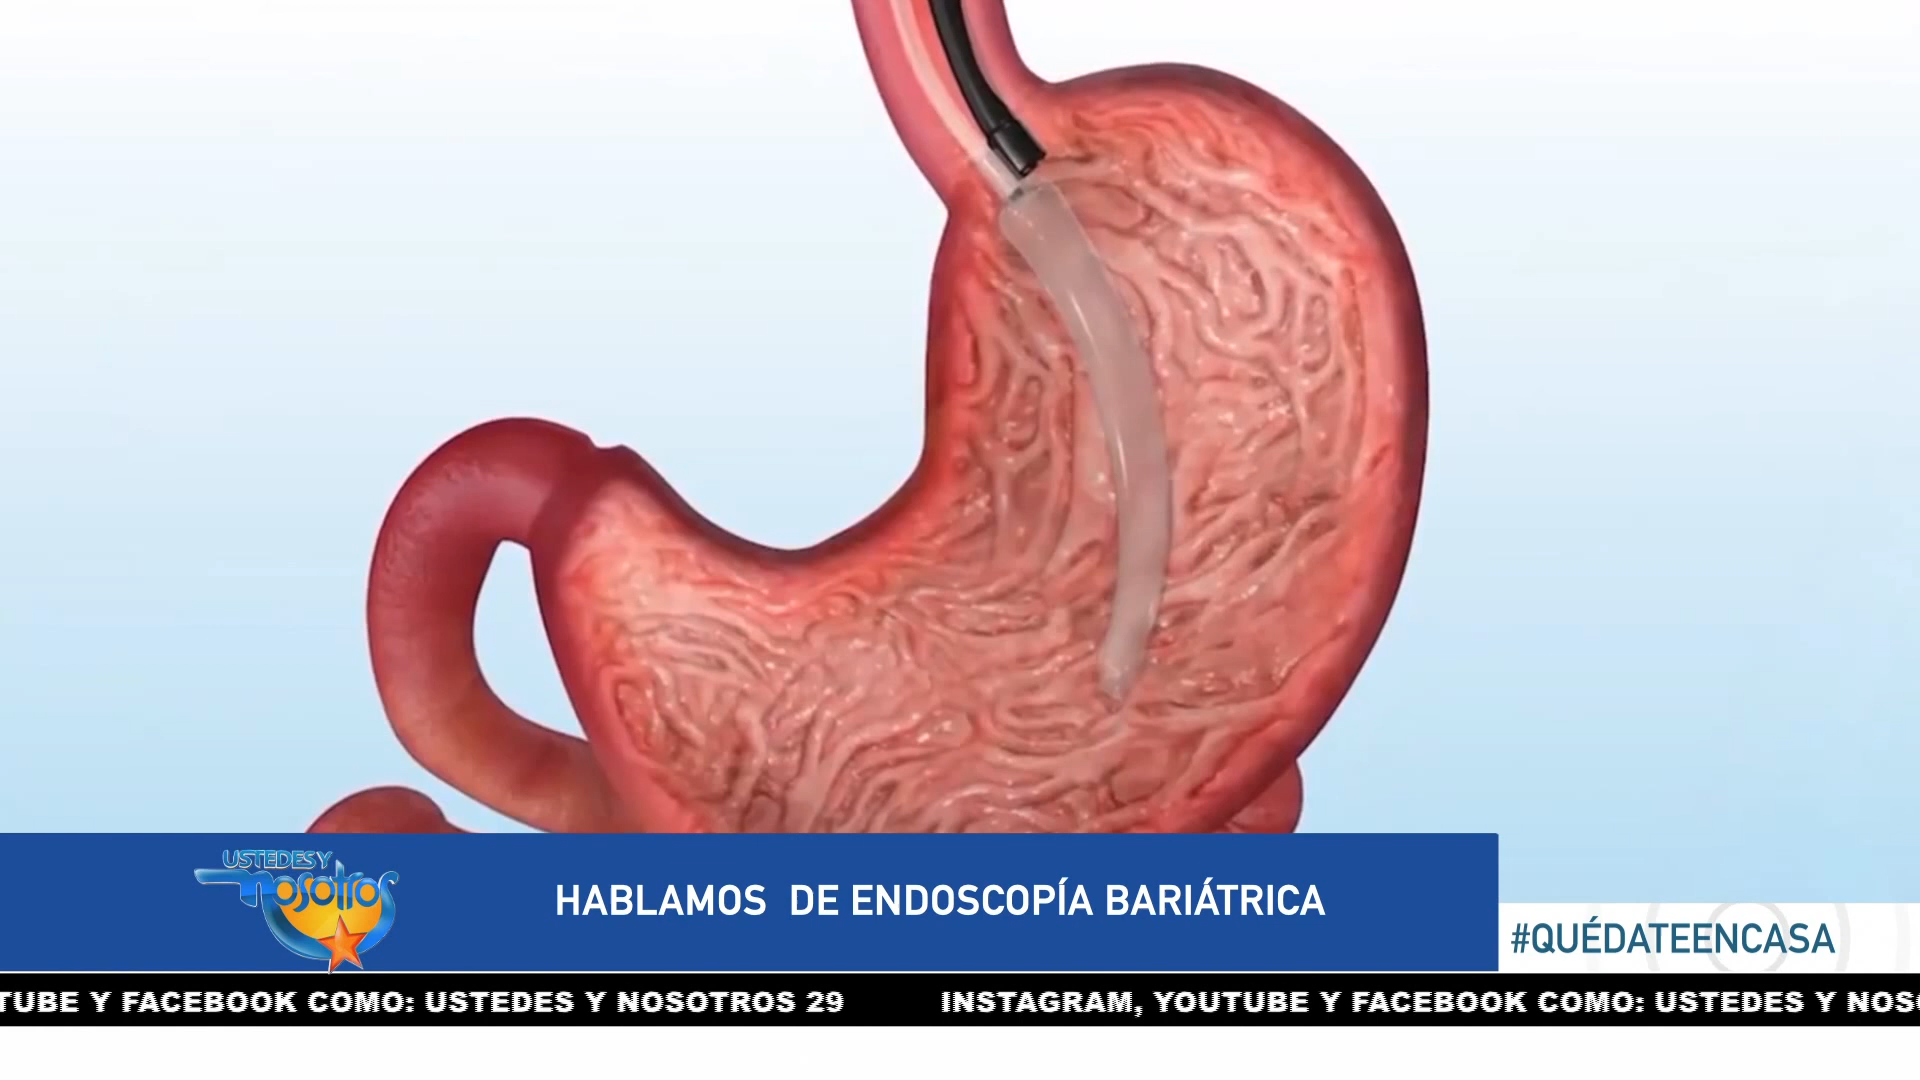 USTEDES Y
nosotros
HABLAMOS  DE ENDOSCOPÍA BARIÁTRICA
#QUÉDATEENCASA
TUBE Y FACEBOOK COMO: USTEDES Y NOSOTROS 29 INSTAGRAM, YOUTUBE Y FACEBOOK COMO: USTEDES Y NOS